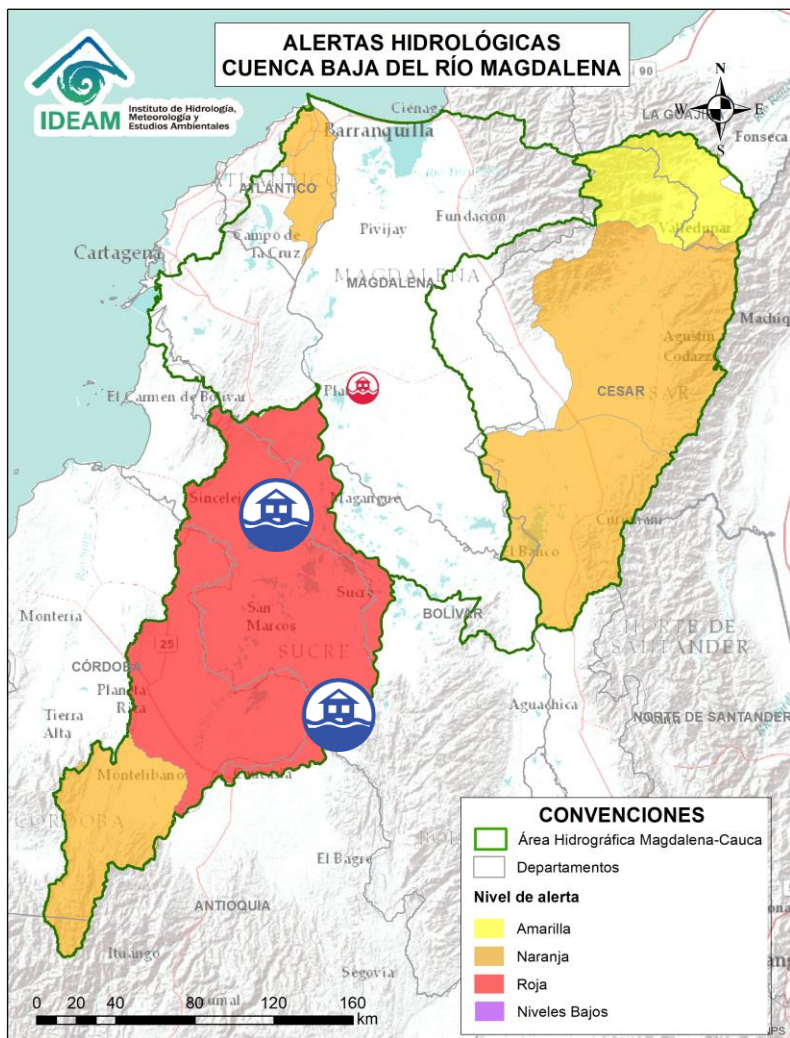 ALERTAS HIDROLÓGICAS
CUENCA BAJA DEL RÍO MAGDALENA
IDEAM
Instituto de Hidrología,
Meteorología y
Estudios Ambientales
N
W
E
S
90
Ciénaga
LA GUAJIRA
Fonseca
Barranquilla
ATLÁNTICO
Fundación
Pivijay
Valledupar
Campo de
la Cruz
Cartagena
MAGDALENA
MAGDALENA
Agustín
Codazzi
CESAR
El Carmen de Bolívar
Magangué
Sucre
El Banco
BOLÍVAR
Montería
San
Marcos
SUCRE
NORTE DE
SANTANDER
25
CÓRDOBA
Planeta
Rica
Aguachica
NORTE DE SANTANDER
Tierra
Alta
Montelíbano
CÓRDOBA
El Bagre
ANTIOQUIA
Ituango
Segovia
0 20 40 80 120 160
km
CONVENCIONES
Área Hidrográfica Magdalena-Cauca
Departamentos
Nivel de alerta
Amarilla
Naranja
Roja
Niveles Bajos